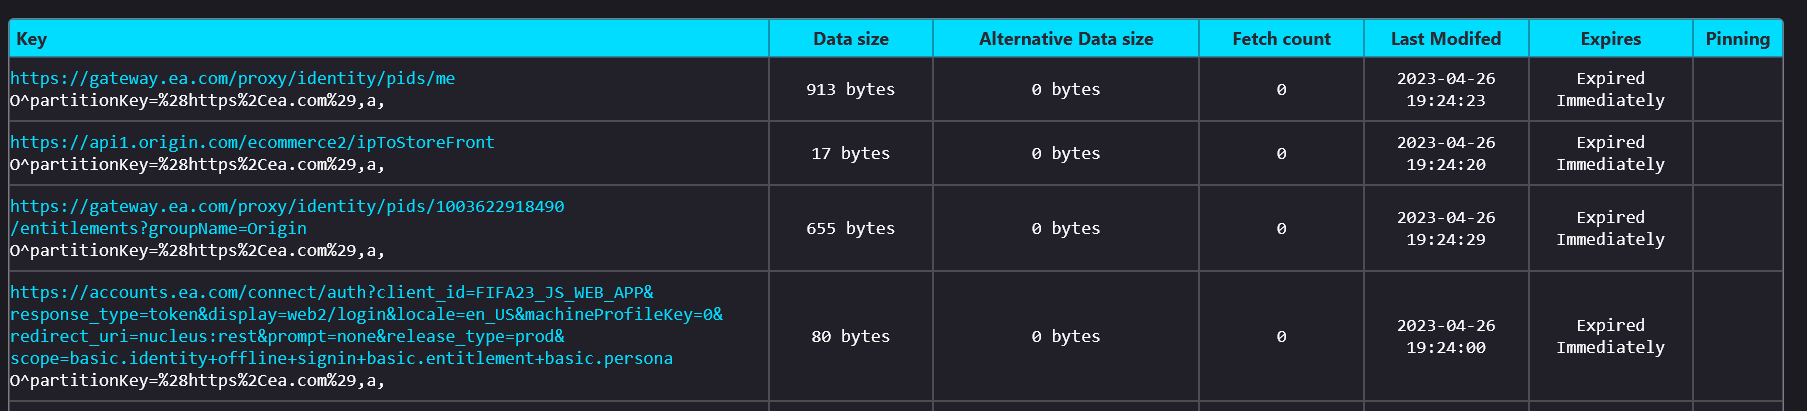 Key Data size Alternative Data size Fetch count Last Modifed Expires Pinning
https://gateway.ea.com/proxy/identity/pids/me
O^partitionKey=%28https%2Cea.com%29,a,
913 bytes 0 bytes 0
2023-04-26
19:24:23
Expired
Immediately
https://api1.origin.com/ecommerce2/ipToStoreFront
O^partitionKey=%28https%2Cea.com%29,a,
17 bytes 0 bytes 0
2023-04-26
19:24:20
Expired
Immediately
https://gateway.ea.com/proxy/identity/pids/1003622918490
/entitlements?groupName=Origin
O^partitionKey=%28https%2Cea.com%29,a,
655 bytes 0 bytes 0
2023-04-26
19:24:29
Expired
Immediately
https://accounts.ea.com/connect/auth?client_id=FIFA23_JS_WEB_APP&
response_type=token&display=web2/login&locale=en_US&machineProfileKey=0&
redirect_uri=nucleus:rest&prompt=none&release_type=prod&
scope=basic.identity+offline+signin+basic.entitlement+basic.persona
O^partitionKey=%28https%2Cea.com%29,a,
80 bytes 0 bytes 0
2023-04-26
19:24:00
Expired
Immediately